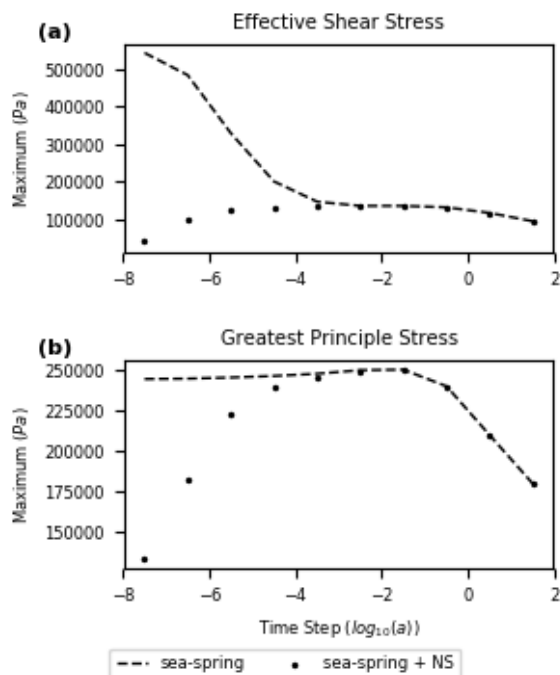 (a)
Effective Shear Stress
Maximum (Pa)
500000
400000
300000
200000
100000
−8 −6 −4 −2 0 2
(b)
Greatest Principle Stress
Maximum (Pa)
250000
225000
200000
175000
150000
−8 −6 −4 −2 0 2
Time Step (log10(a))
sea-spring sea-spring + NS